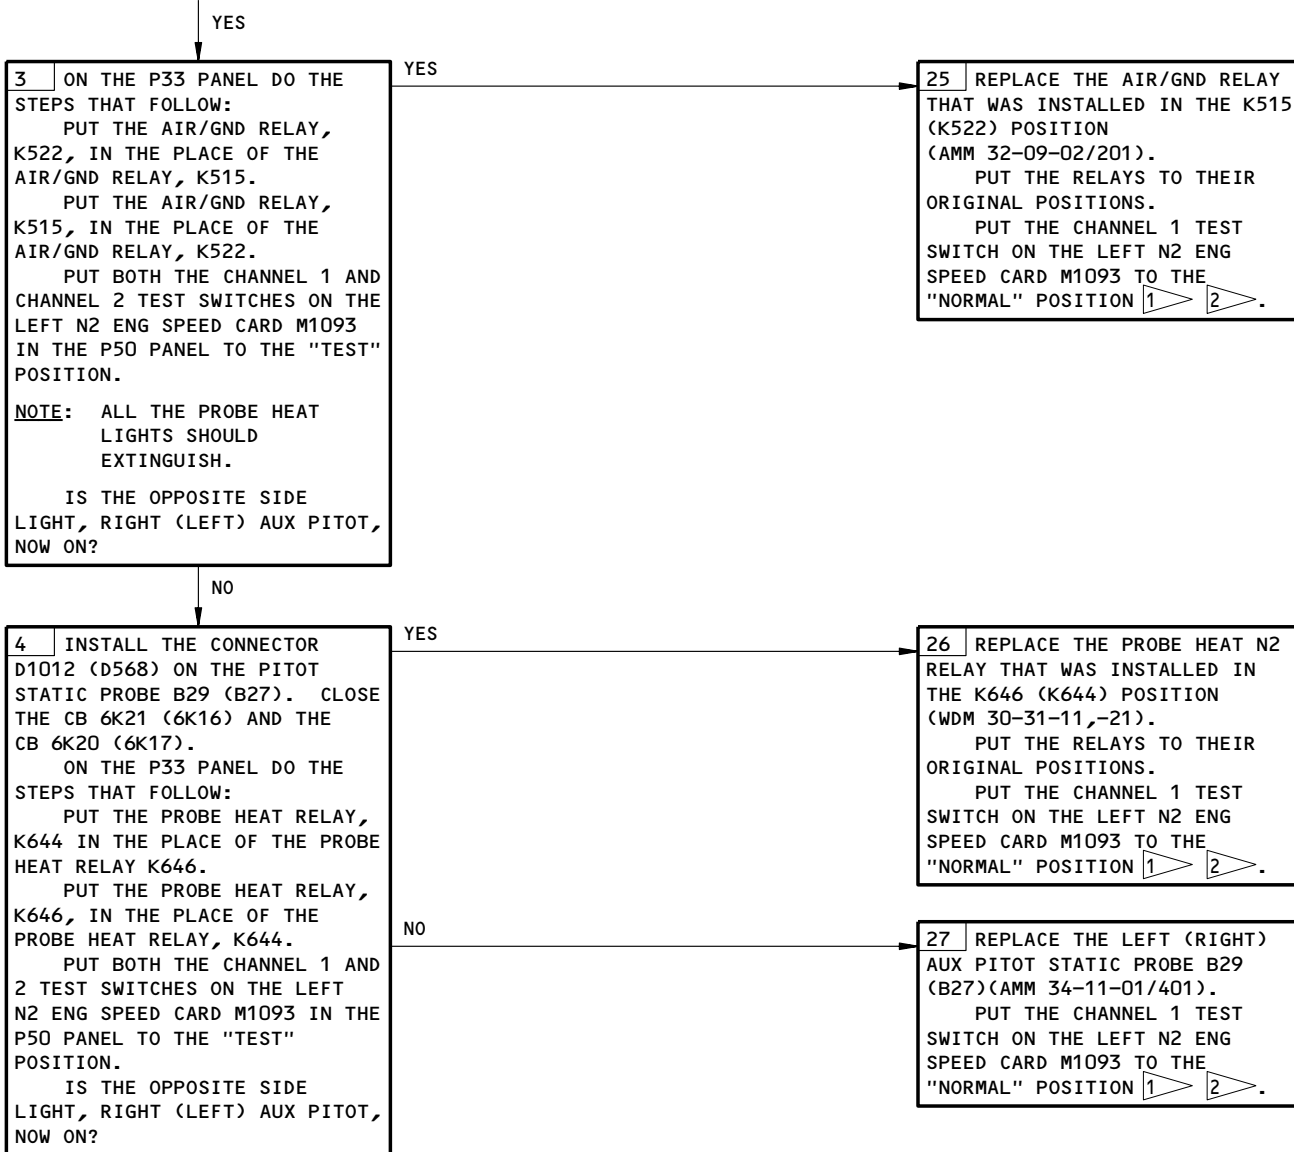 YES
3 ON THE P33 PANEL DO THE
STEPS THAT FOLLOW:
PUT THE AIR/GND RELAY,
K522, IN THE PLACE OF THE
AIR/GND RELAY, K515.
PUT THE AIR/GND RELAY,
K515, IN THE PLACE OF THE
AIR/GND RELAY, K522.
PUT BOTH THE CHANNEL 1 AND
CHANNEL 2 TEST SWITCHES ON THE
LEFT N2 ENG SPEED CARD M1093
IN THE P50 PANEL TO THE "TEST"
POSITION.
NOTE: ALL THE PROBE HEAT
LIGHTS SHOULD
EXTINGUISH.
IS THE OPPOSITE SIDE
LIGHT, RIGHT (LEFT) AUX PITOT,
NOW ON?
YES
25 REPLACE THE AIR/GND RELAY
THAT WAS INSTALLED IN THE K515
(K522) POSITION
(AMM 32-09-02/201).
PUT THE RELAYS TO THEIR
ORIGINAL POSITIONS.
PUT THE CHANNEL 1 TEST
SWITCH ON THE LEFT N2 ENG
SPEED CARD M1093 TO THE
"NORMAL" POSITION 1 2 .
NO
4 INSTALL THE CONNECTOR
D1012 (D568) ON THE PITOT
STATIC PROBE B29 (B27). CLOSE
THE CB 6K21 (6K16) AND THE
CB 6K20 (6K17).
ON THE P33 PANEL DO THE
STEPS THAT FOLLOW:
PUT THE PROBE HEAT RELAY,
K644 IN THE PLACE OF THE PROBE
HEAT RELAY K646.
PUT THE PROBE HEAT RELAY,
K646, IN THE PLACE OF THE
PROBE HEAT RELAY, K644.
PUT BOTH THE CHANNEL 1 AND
2 TEST SWITCHES ON THE LEFT
N2 ENG SPEED CARD M1093 IN THE
P50 PANEL TO THE "TEST"
POSITION.
IS THE OPPOSITE SIDE
LIGHT, RIGHT (LEFT) AUX PITOT,
NOW ON?
YES
26 REPLACE THE PROBE HEAT N2
RELAY THAT WAS INSTALLED IN
THE K646 (K644) POSITION
(WDM 30-31-11,-21).
PUT THE RELAYS TO THEIR
ORIGINAL POSITIONS.
PUT THE CHANNEL 1 TEST
SWITCH ON THE LEFT N2 ENG
SPEED CARD M1093 TO THE
"NORMAL" POSITION 1 2 .
NO
27 REPLACE THE LEFT (RIGHT)
AUX PITOT STATIC PROBE B29
(B27)(AMM 34-11-01/401).
PUT THE CHANNEL 1 TEST
SWITCH ON THE LEFT N2 ENG
SPEED CARD M1093 TO THE
"NORMAL" POSITION 1 2 .